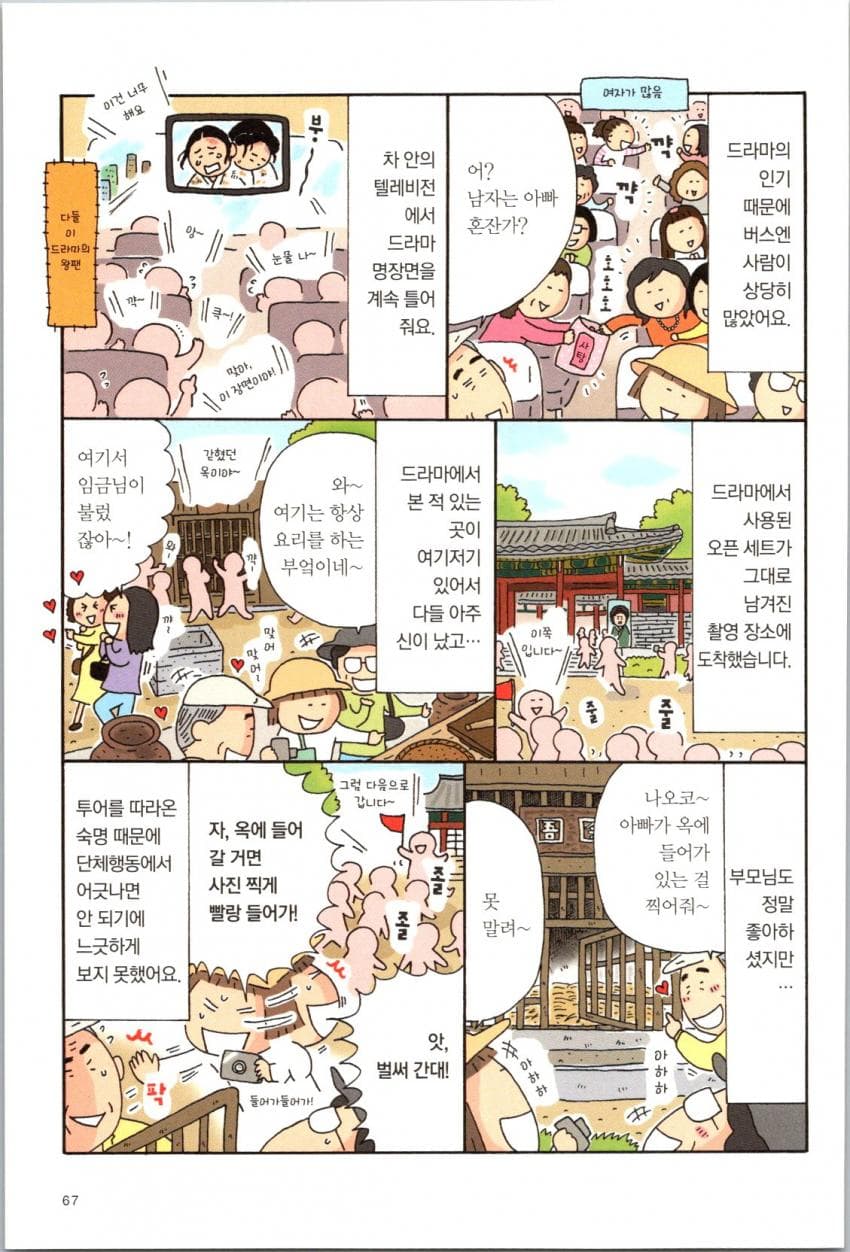 여자가 많음
드라마의
인기
때문에
버스엔
사람이
상당히
많았어요.
꺅
꺅
어?
남자는 아빠
혼잔가?
호호호
사탕
차 안의
텔레비전
에서
드라마
명장면을
계속 틀어
줘요.
이건 너무
해요
붕~
다들
이
드라마의
왕팬
앙~
눈물 나~
꺅~
쿡~!
맞아,
이 장면이야!
드라마에서
사용된
오픈 세트가
그대로
남겨진
촬영 장소에
도착했습니다.
이쪽
입니다~
줄
주
드라마에서
본 적 있는
곳이
여기저기
있어서
다들 아주
신이 났고…
와~
여기는 항상
요리를 하는
부엌이네~
갇혔던
옥이야~
여기서
임금님이
불렀
잖아~!
와~
꺅
꺌
맞어
맞어
부모님도
정말
좋아하
셨지만
…
나오코~
아빠가 옥에
들어가
있는 걸
찍어줘~
못
말려~
아하하
아하하
그럼 다음으로
갑니다~
졸
졸
자, 옥에 들어
갈 거면
사진 찍게
빨랑 들어가!
투어를 따라온
숙명 때문에
단체행동에서
어긋나면
안 되기에
느긋하게
보지 못했어요.
앗,
벌써 간대!
팍
들어가들어가!
67